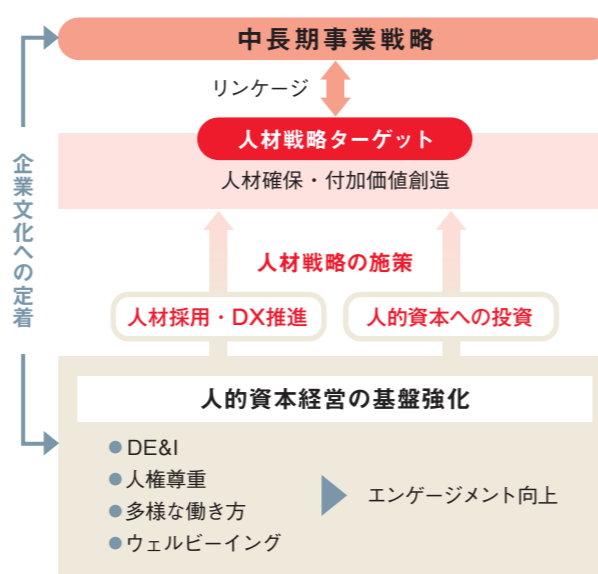 中長期事業戦略
リンケージ
人材戦略ターゲット
人材確保・付加価値創造
企業文化への定着
人材戦略の施策
人材採用・DX推進
人的資本への投資
人的資本経営の基盤強化
DE&I
人権尊重
多様な働き方
ウェルビーイング
エンゲージメント向上